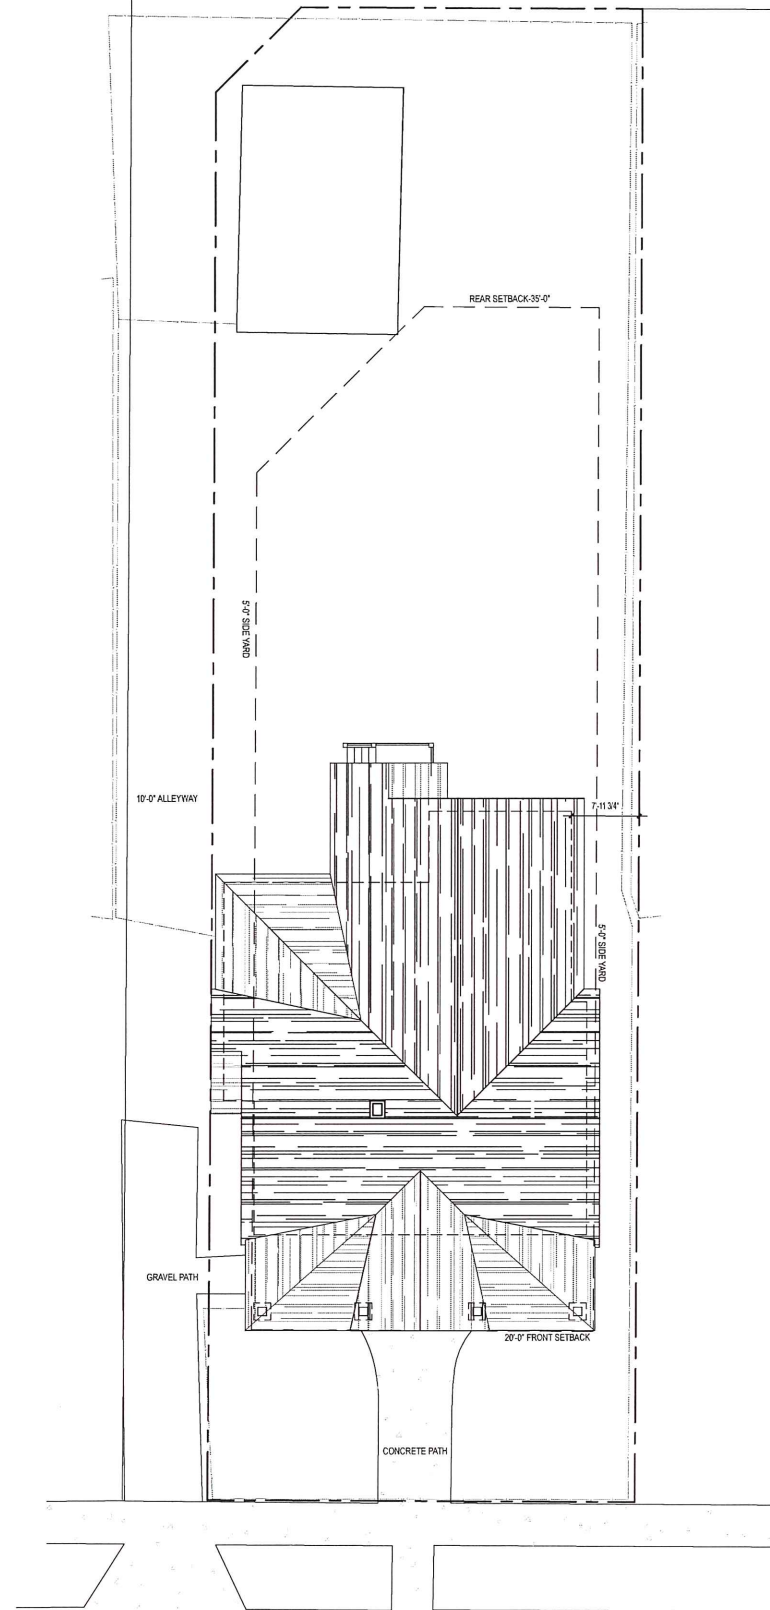 REAR SETBACK-35'-0"
5'-0" SIDE YARD
10'-0" ALLEYWAY
7'-11 3/4"
5'-0" SIDE YARD
GRAVEL PATH
20'-0" FRONT SETBACK
CONCRETE PATH